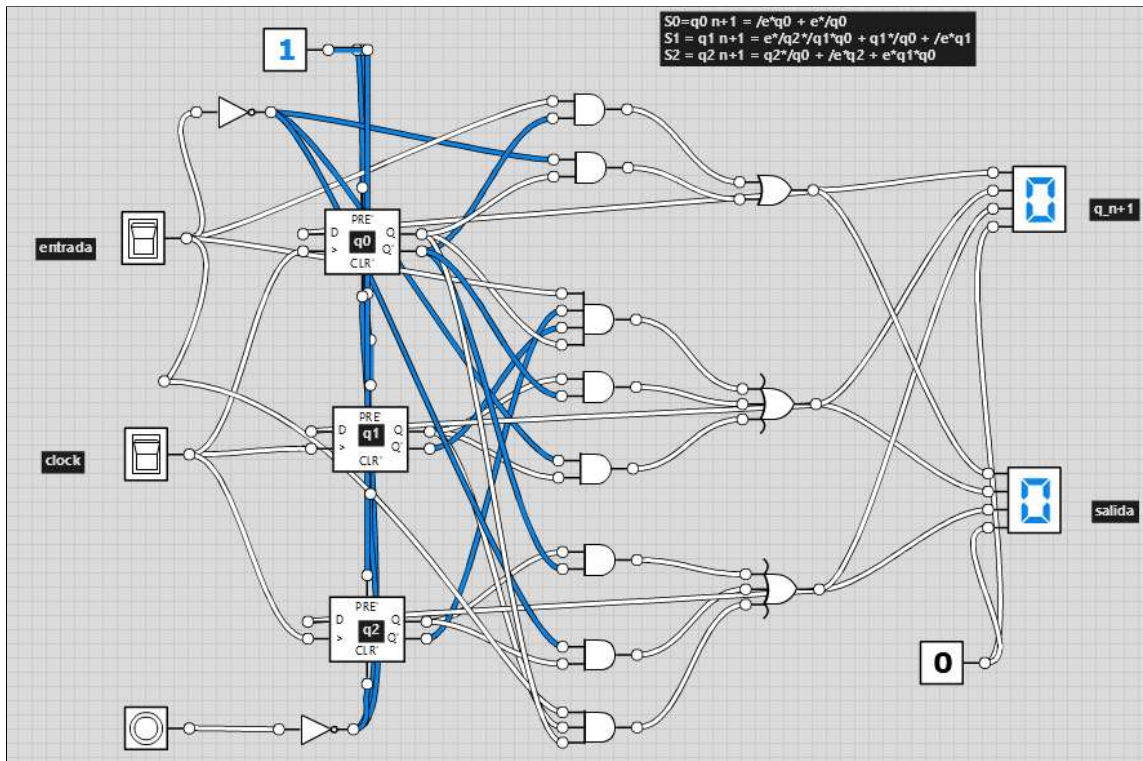 S0=q0 n+1 = /e*q0 + e*/q0
S1 = q1 n+1 = e*/q2*/q1*q0 + q1*/q0 + /e*q1
S2 = q2 n+1 = q2*/q0 + /e*q2 + e*q1*q0
1
0
q_n+1
entrada
PRE'
D
Q
q0
>
Q'
CLR'
PRE'
D
Q
q1
>
Q'
CLR'
clock
0
salida
PRE'
D
Q
q2
>
Q'
CLR'
0